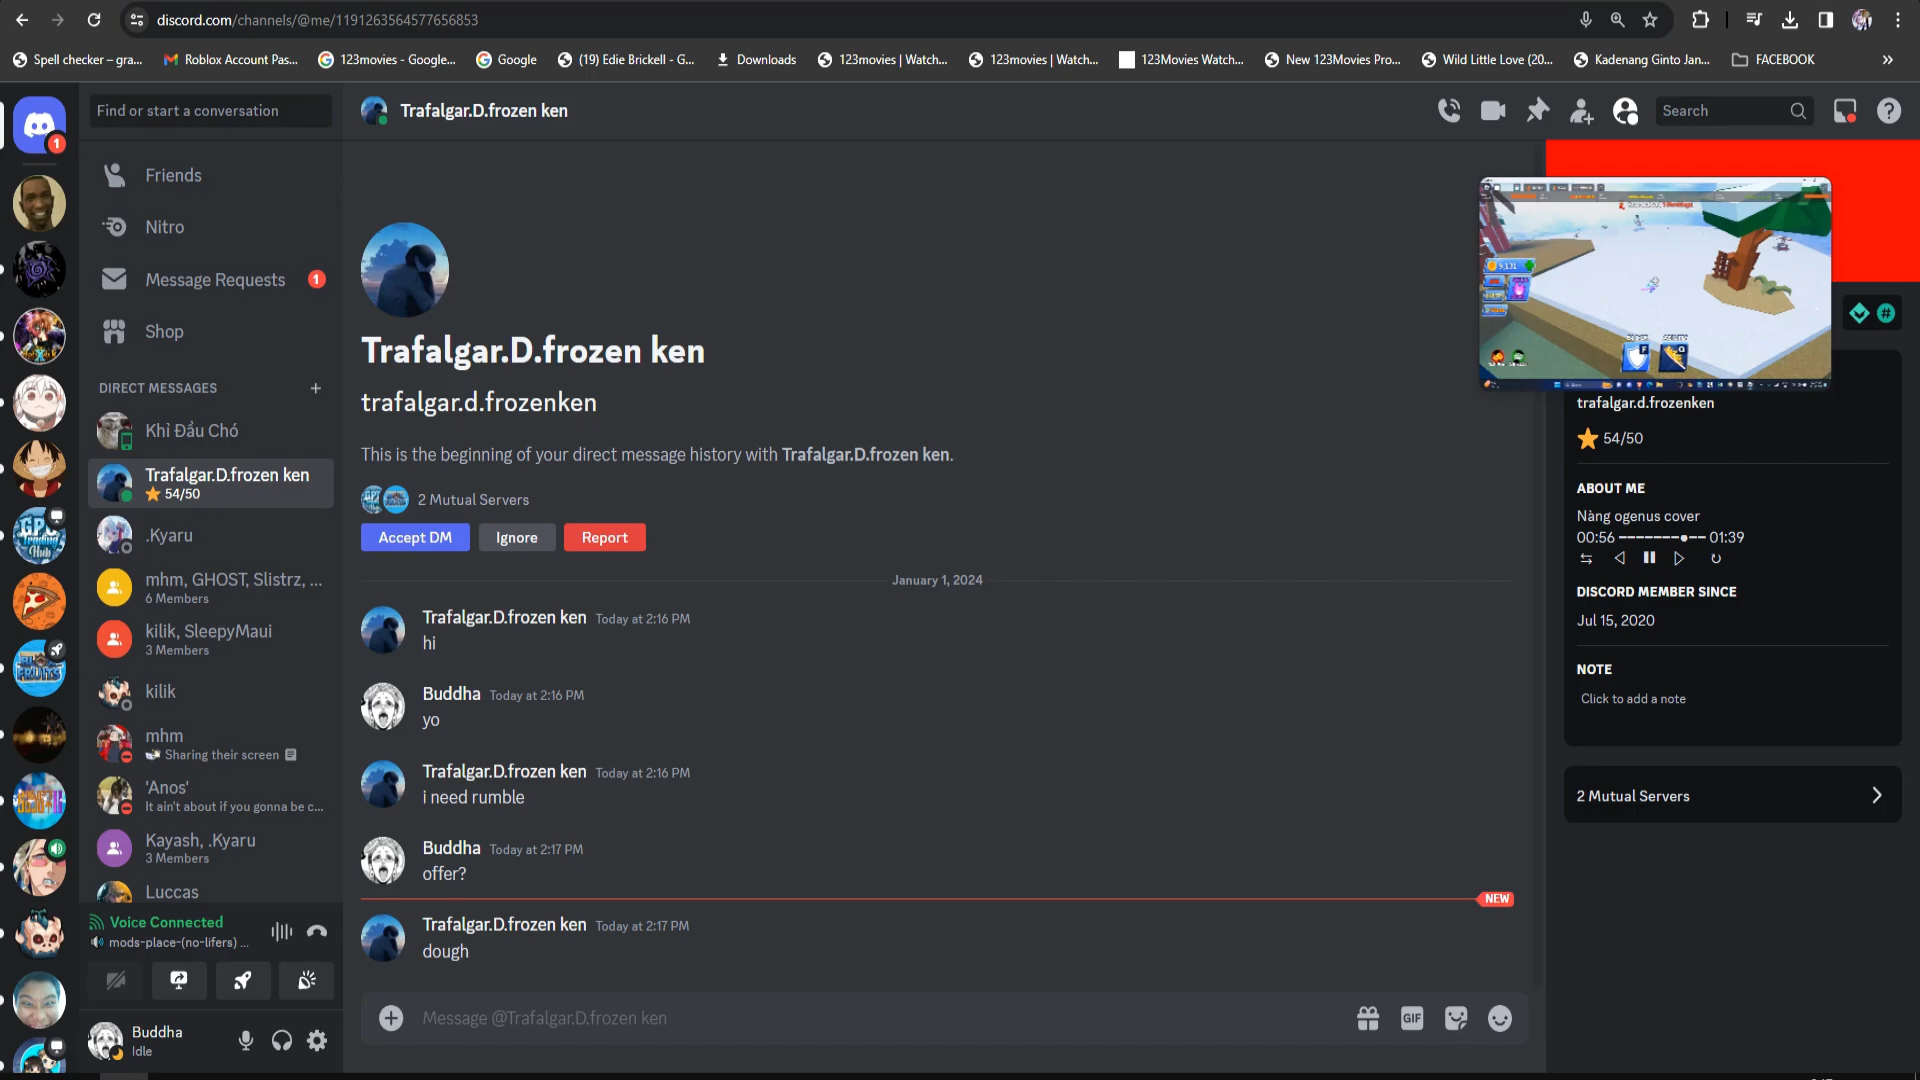 discord.com/channels/@me/1191263564577656853
Spell checker – gra...
Roblox Account Pas...
123movies - Google...
Google
(19) Edie Brickell - G...
Downloads
123movies | Watch...
123movies | Watch...
123Movies Watch...
New 123Movies Pro...
Wild Little Love (20...
Kadenang Ginto Jan...
FACEBOOK
1
Find or start a conversation
Friends
Nitro
Message Requests 1
Shop
DIRECT MESSAGES
Khỉ Đầu Chó
Trafalgar.D.frozen ken
54/50
.Kyaru
mhm, GHOST, Slistrz, ...
6 Members
kilik, SleepyMaui
3 Members
kilik
mhm
Sharing their screen
'Anos'
It ain't about if you gonna be c...
Kayash, .Kyaru
3 Members
Luccas
Voice Connected
mods-place-(no-lifers) ...
Buddha
Idle
Trafalgar.D.frozen ken
Search
Trafalgar.D.frozen ken
trafalgar.d.frozenken
This is the beginning of your direct message history with Trafalgar.D.frozen ken.
2 Mutual Servers
Accept DM
Ignore
Report
January 1, 2024
Trafalgar.D.frozen ken Today at 2:16 PM
hi
Buddha Today at 2:16 PM
yo
Trafalgar.D.frozen ken Today at 2:16 PM
i need rumble
Buddha Today at 2:17 PM
offer?
NEW
Trafalgar.D.frozen ken Today at 2:17 PM
dough
Message @Trafalgar.D.frozen ken
GIF
9,131
F
Q
trafalgar.d.frozenken
54/50
ABOUT ME
Nàng ogenus cover
00:56 ───────●── 01:39
DISCORD MEMBER SINCE
Jul 15, 2020
NOTE
Click to add a note
2 Mutual Servers